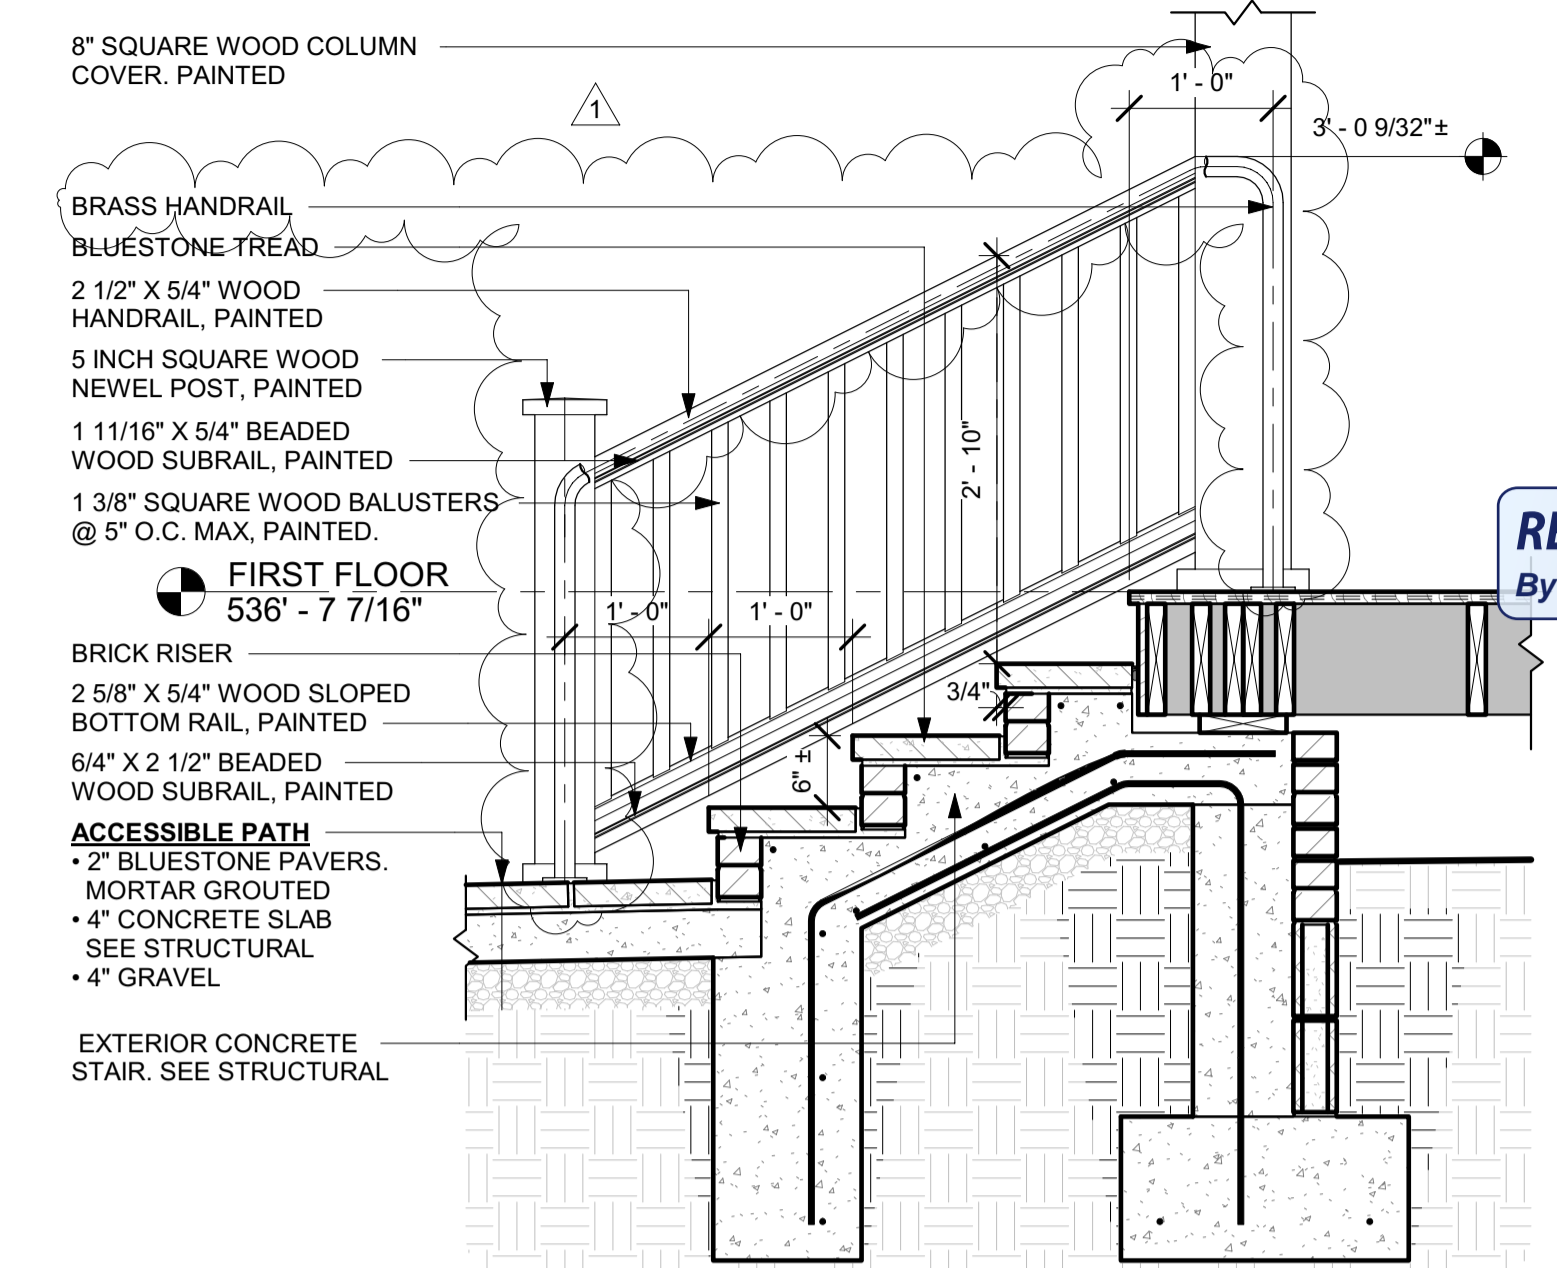 8" SQUARE WOOD COLUMN
COVER. PAINTED
1
1' - 0"
3' - 0 9/32"±
BRASS HANDRAIL
BLUESTONE TREAD
2 1/2" X 5/4" WOOD
HANDRAIL, PAINTED
5 INCH SQUARE WOOD
NEWEL POST, PAINTED
1 11/16" X 5/4" BEADED
WOOD SUBRAIL, PAINTED
2' - 10"
1 3/8" SQUARE WOOD BALUSTERS
@ 5" O.C. MAX, PAINTED.
FIRST FLOOR
536' - 7 7/16"
1' - 0"
1' - 0"
By
BRICK RISER
2 5/8" X 5/4" WOOD SLOPED
BOTTOM RAIL, PAINTED
3/4"
6" ±
6/4" X 2 1/2" BEADED
WOOD SUBRAIL, PAINTED
ACCESSIBLE PATH
• 2" BLUESTONE PAVERS.
MORTAR GROUTED
• 4" CONCRETE SLAB
SEE STRUCTURAL
• 4" GRAVEL
EXTERIOR CONCRETE
STAIR. SEE STRUCTURAL